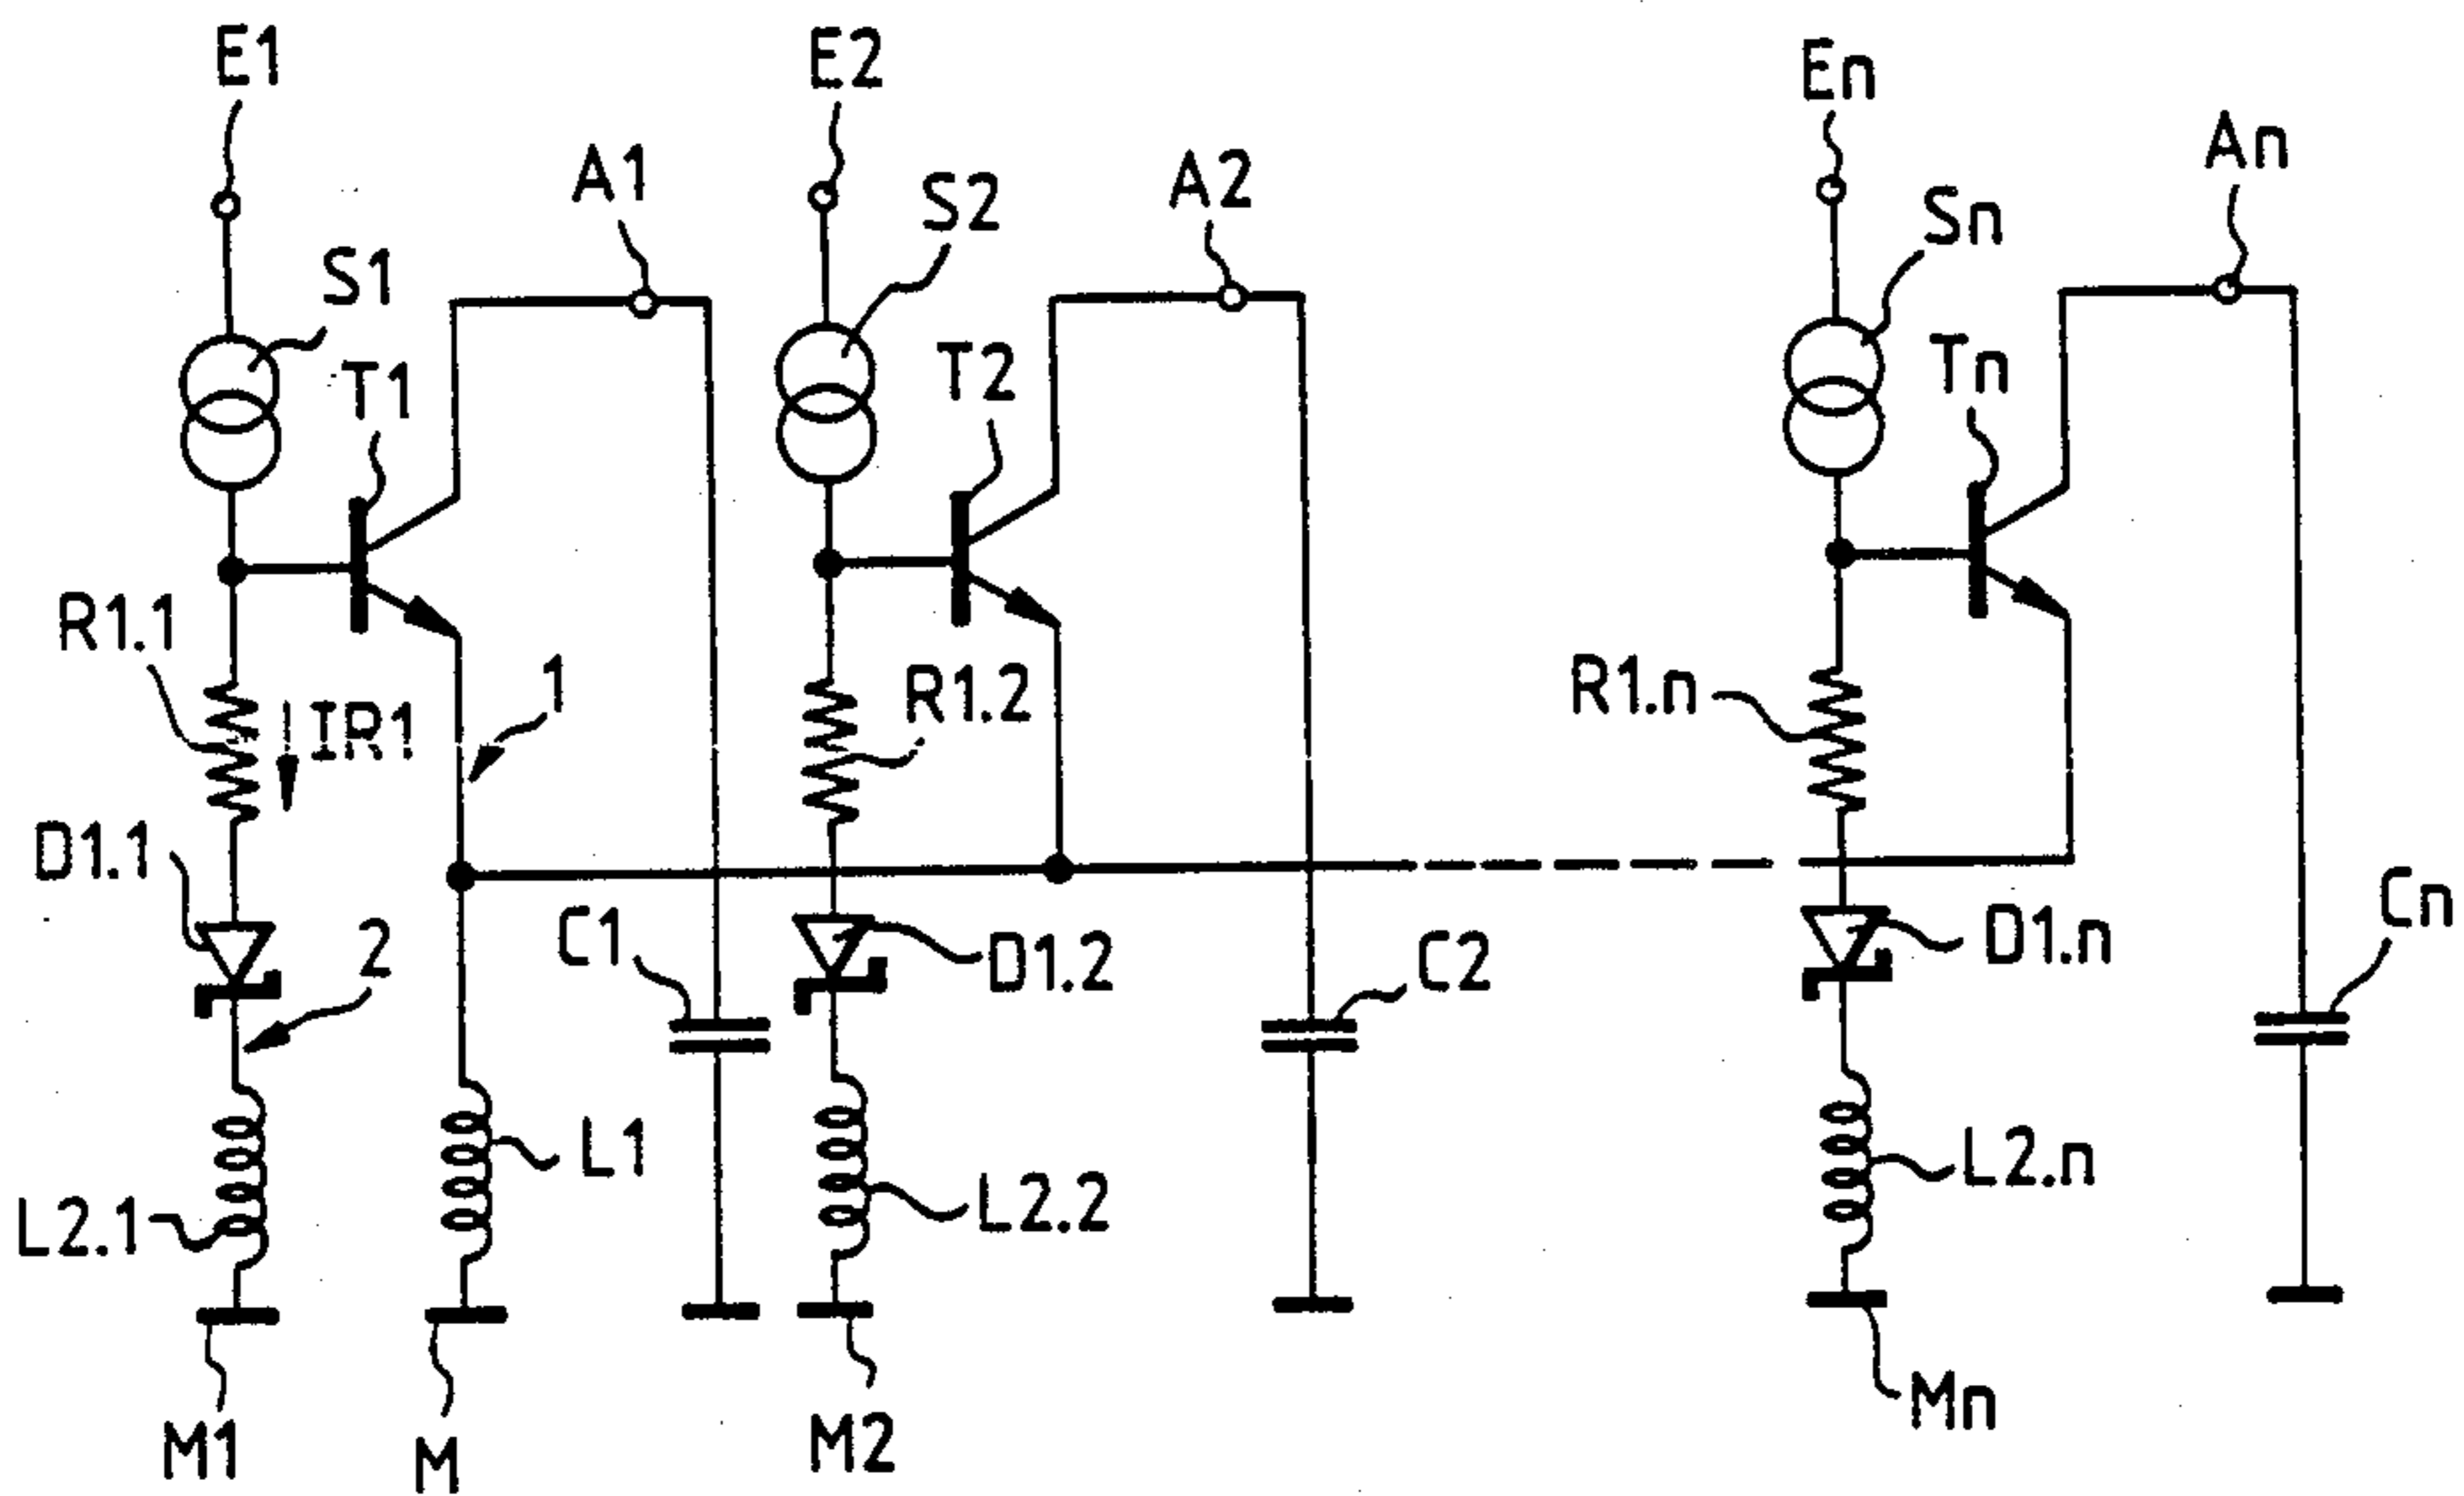 E1
E2
En
A1
A2
An
S1
S2
Sn
T1
T2
Tn
R1.1
IR1
1
R1.2
R1.n
D1.1
2
C1
D1.2
C2
D1.n
Cn
L2.1
L1
L2.2
L2.n
M1
M
M2
Mn